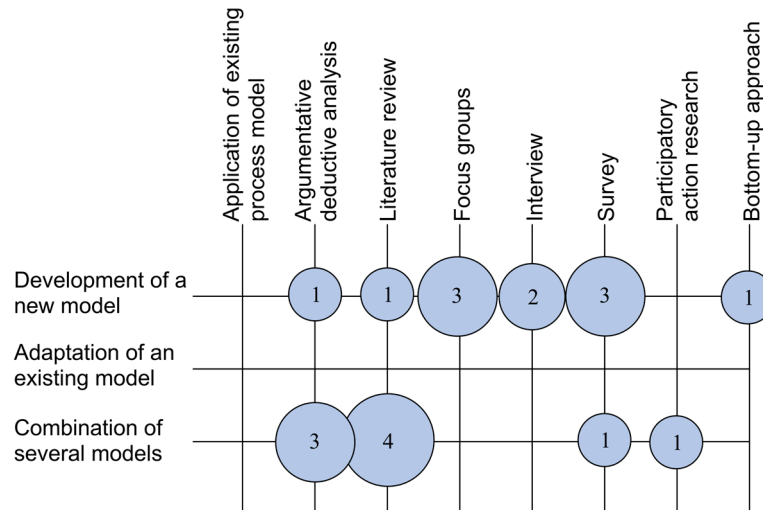 Application of existing
process model
Argumentative
deductive analysis
Literature review
Focus groups
Interview
Survey
Participatory
action research
Bottom-up approach
Development of a
new model
1
1
3
2
3
1
Adaptation of an
existing model
Combination of
several models
3
4
1
1